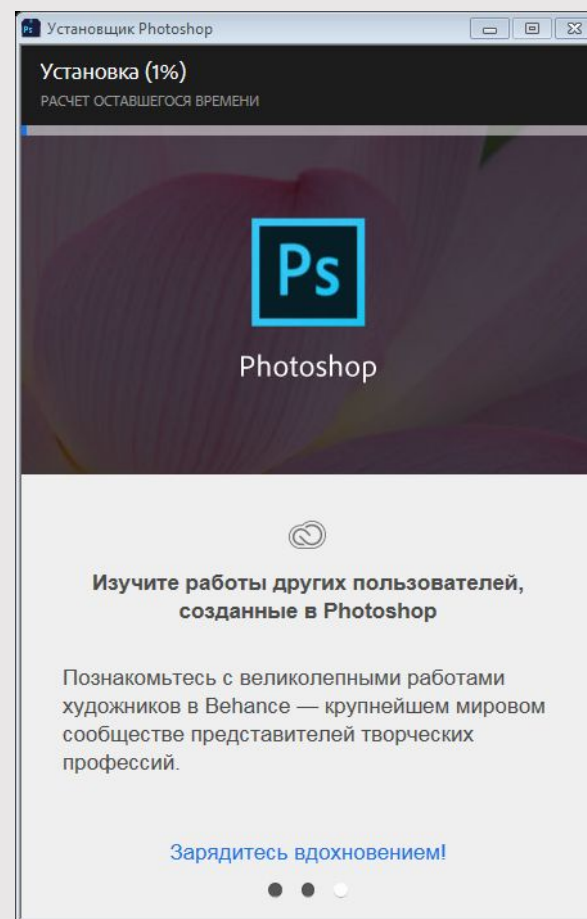 Ps Установщик Photoshop
Установка (1%)
РАСЧЕТ ОСТАВШЕГОСЯ ВРЕМЕНИ
Ps
Photoshop
Изучите работы других пользователей,
созданные в Photoshop
Познакомьтесь с великолепными работами
художников в Behance — крупнейшем мировом
сообществе представителей творческих
профессий.
Зарядитесь вдохновением!